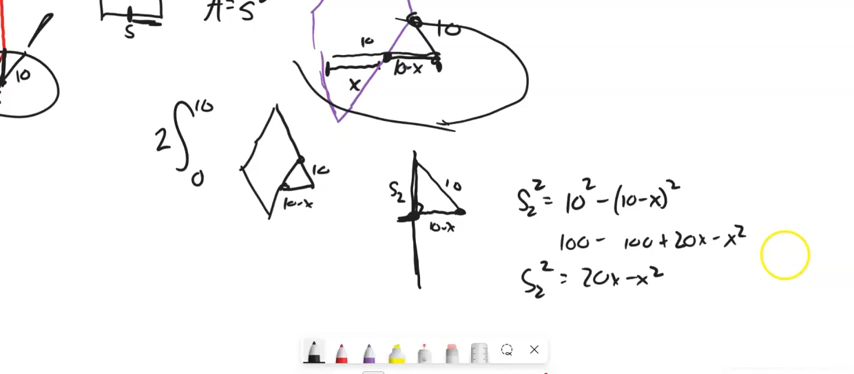 S
A = S
10
10
10
x
10-x
2∫₀¹⁰
10
10-x
S₂
10
10-x
S₂² = 10² - (10-x)²
100 - 100 + 20x - x²
S₂² = 20x - x²